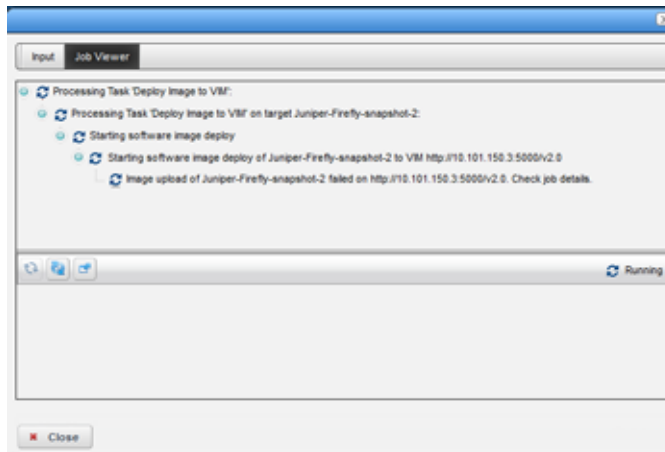 Input Job Viewer
Processing Task 'Deploy Image to VIM':
Processing Task 'Deploy Image to VIM' on target Juniper-Firefly-snapshot-2:
Starting software image deploy
Starting software image deploy of Juniper-Firefly-snapshot-2 to VIM http://10.101.150.3:5000/v2.0
Image upload of Juniper-Firefly-snapshot-2 failed on http://10.101.150.3:5000/v2.0. Check job details.
Running
Close